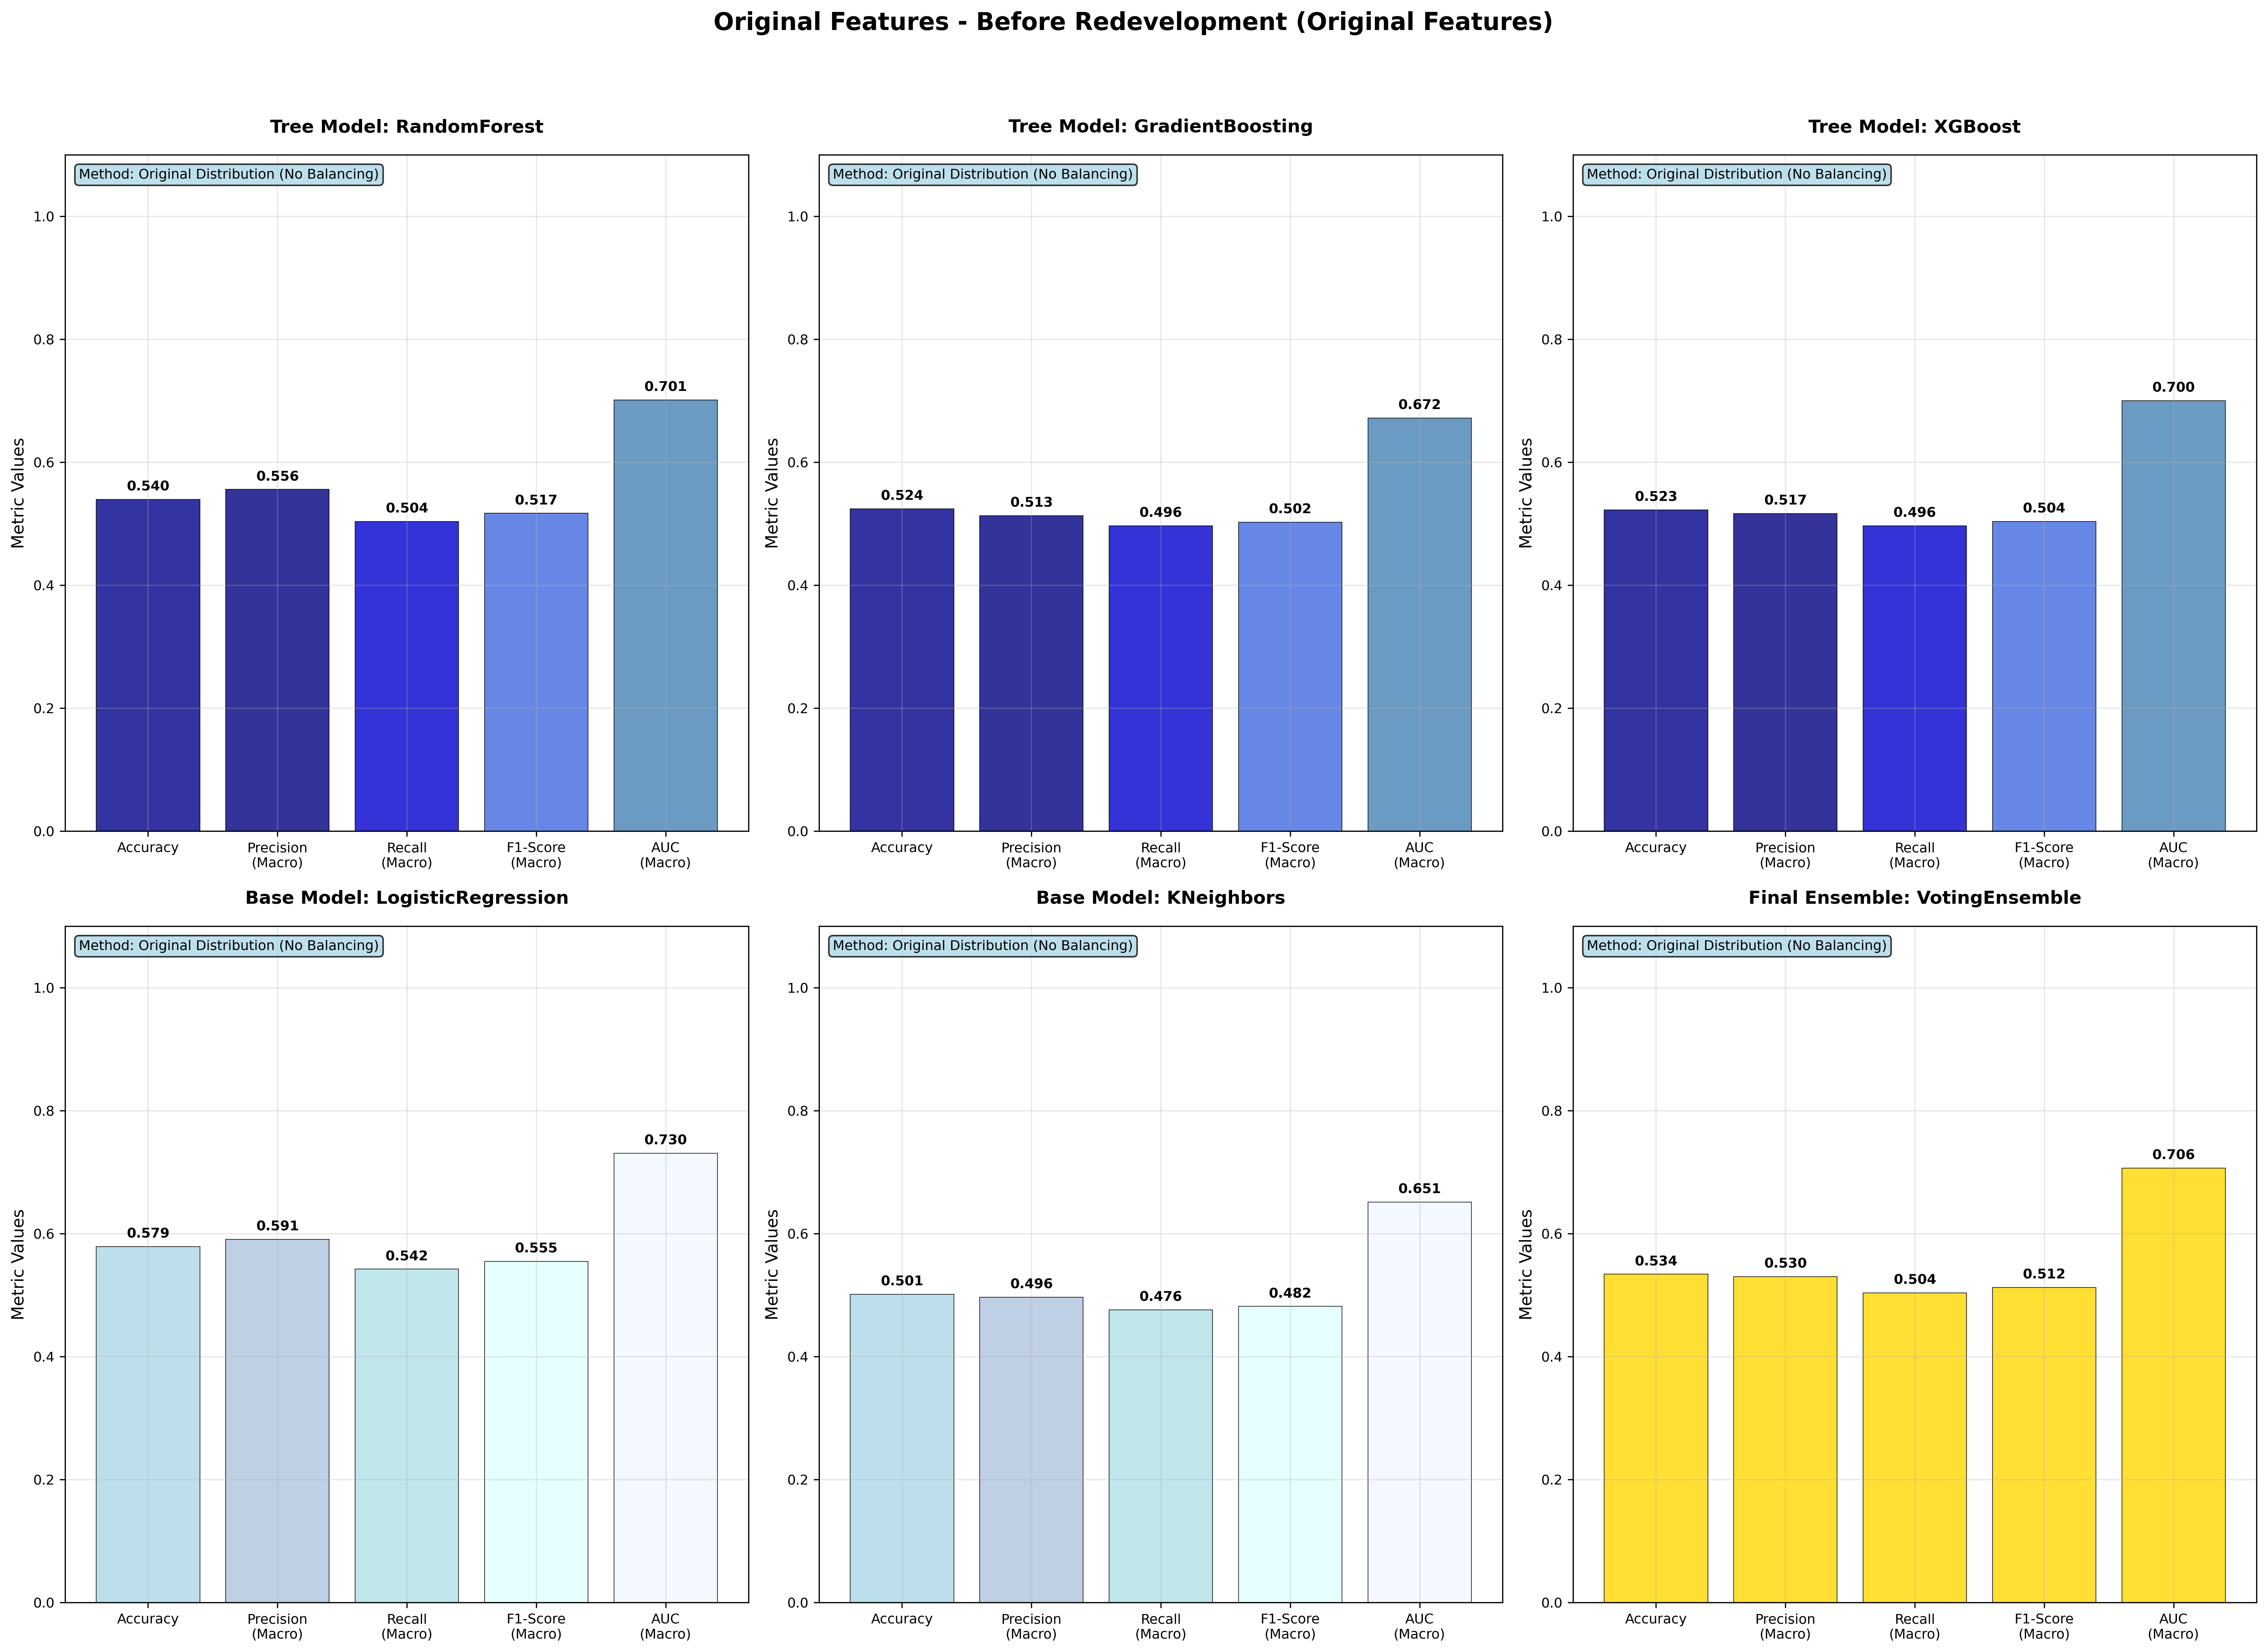 Original Features - Before Redevelopment (Original Features)
Tree Model: RandomForest
Method: Original Distribution (No Balancing)
Metric Values
1.0
0.8
0.6
0.4
0.2
0.0
0.540
0.556
0.504
0.517
0.701
Accuracy
Precision
(Macro)
Recall
(Macro)
F1-Score
(Macro)
AUC
(Macro)
Tree Model: GradientBoosting
Method: Original Distribution (No Balancing)
Metric Values
1.0
0.8
0.6
0.4
0.2
0.0
0.524
0.513
0.496
0.502
0.672
Accuracy
Precision
(Macro)
Recall
(Macro)
F1-Score
(Macro)
AUC
(Macro)
Tree Model: XGBoost
Method: Original Distribution (No Balancing)
Metric Values
1.0
0.8
0.6
0.4
0.2
0.0
0.523
0.517
0.496
0.504
0.700
Accuracy
Precision
(Macro)
Recall
(Macro)
F1-Score
(Macro)
AUC
(Macro)
Base Model: LogisticRegression
Method: Original Distribution (No Balancing)
Metric Values
1.0
0.8
0.6
0.4
0.2
0.0
0.579
0.591
0.542
0.555
0.730
Accuracy
Precision
(Macro)
Recall
(Macro)
F1-Score
(Macro)
AUC
(Macro)
Base Model: KNeighbors
Method: Original Distribution (No Balancing)
Metric Values
1.0
0.8
0.6
0.4
0.2
0.0
0.501
0.496
0.476
0.482
0.651
Accuracy
Precision
(Macro)
Recall
(Macro)
F1-Score
(Macro)
AUC
(Macro)
Final Ensemble: VotingEnsemble
Method: Original Distribution (No Balancing)
Metric Values
1.0
0.8
0.6
0.4
0.2
0.0
0.534
0.530
0.504
0.512
0.706
Accuracy
Precision
(Macro)
Recall
(Macro)
F1-Score
(Macro)
AUC
(Macro)